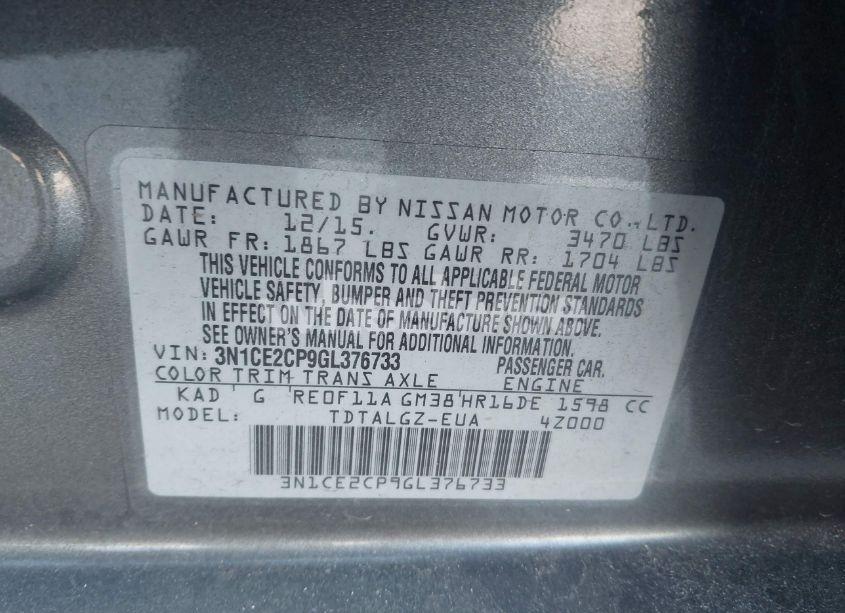 MANUFACTURED BY NISSAN MOTOR CO.,LTD.
DATE: 12/15. GVWR: 3470 LBS
GAWR FR: 1867 LBS GAWR RR: 1704 LBS
THIS VEHICLE CONFORMS TO ALL APPLICABLE FEDERAL MOTOR
VEHICLE SAFETY, BUMPER AND THEFT PREVENTION STANDARDS
IN EFFECT ON THE DATE OF MANUFACTURE SHOWN ABOVE.
SEE OWNER'S MANUAL FOR ADDITIONAL INFORMATION.
VIN: 3N1CE2CP9GL376733 PASSENGER CAR.
COLOR TRIM TRANS AXLE ENGINE
KAD G RE0F11A GM38 HR16DE 1598 CC
MODEL: TDTALGZ-EUA 4Z000
3N1CE2CP9GL376733